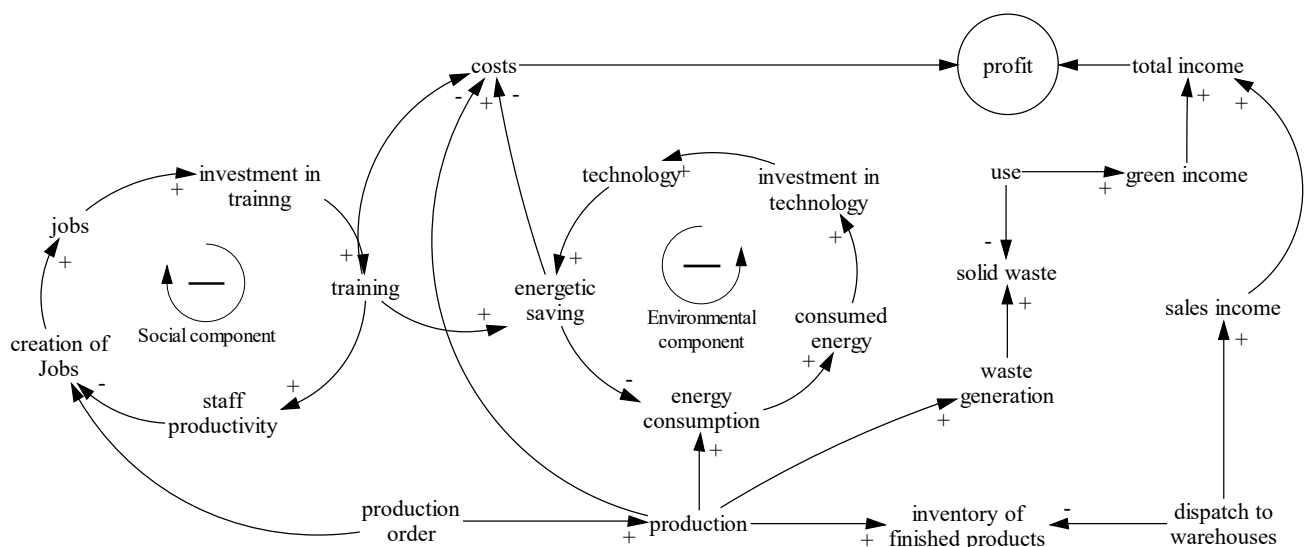 costs
profit
total income
- + -
+
+
investment in
trainng
technology
+
investment in
technology
use
green income
+
+
jobs
+
+
-
+
+
training
energetic
saving
solid waste
+
Social component
Environmental
component
consumed
energy
sales income
+
+
creation of
Jobs
-
+
-
+
waste
generation
staff
productivity
energy
consumption
+
+
production
order
+
production
+
inventory of
finished products
-
dispatch to
warehouses